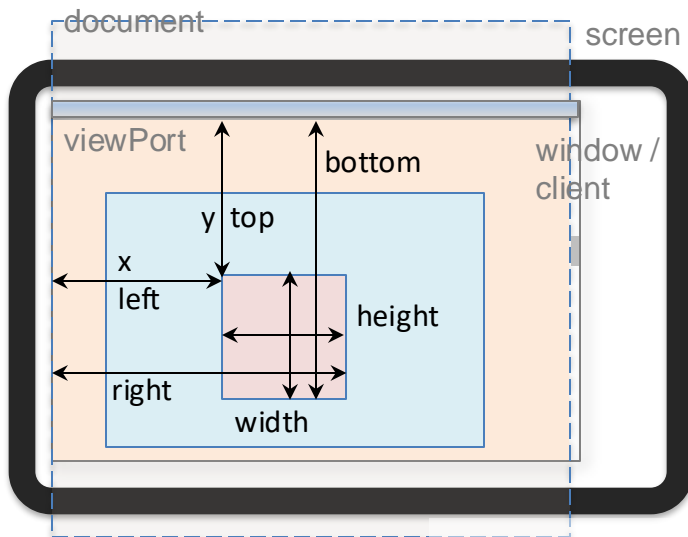 document
screen
viewPort
window /
client
bottom
y top
x
left
height
right
width